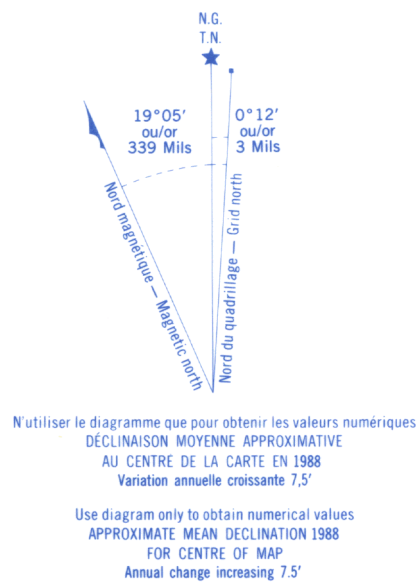 N.G.
T.N.
19°05′
ou/or
339 Mils
0°12′
ou/or
3 Mils
Nord magnétique — Magnetic north
Nord du quadrillage — Grid north
N'utiliser le diagramme que pour obtenir les valeurs numériques
DÉCLINAISON MOYENNE APPROXIMATIVE
AU CENTRE DE LA CARTE EN 1988
Variation annuelle croissante 7,5′
Use diagram only to obtain numerical values
APPROXIMATE MEAN DECLINATION 1988
FOR CENTRE OF MAP
Annual change increasing 7.5′